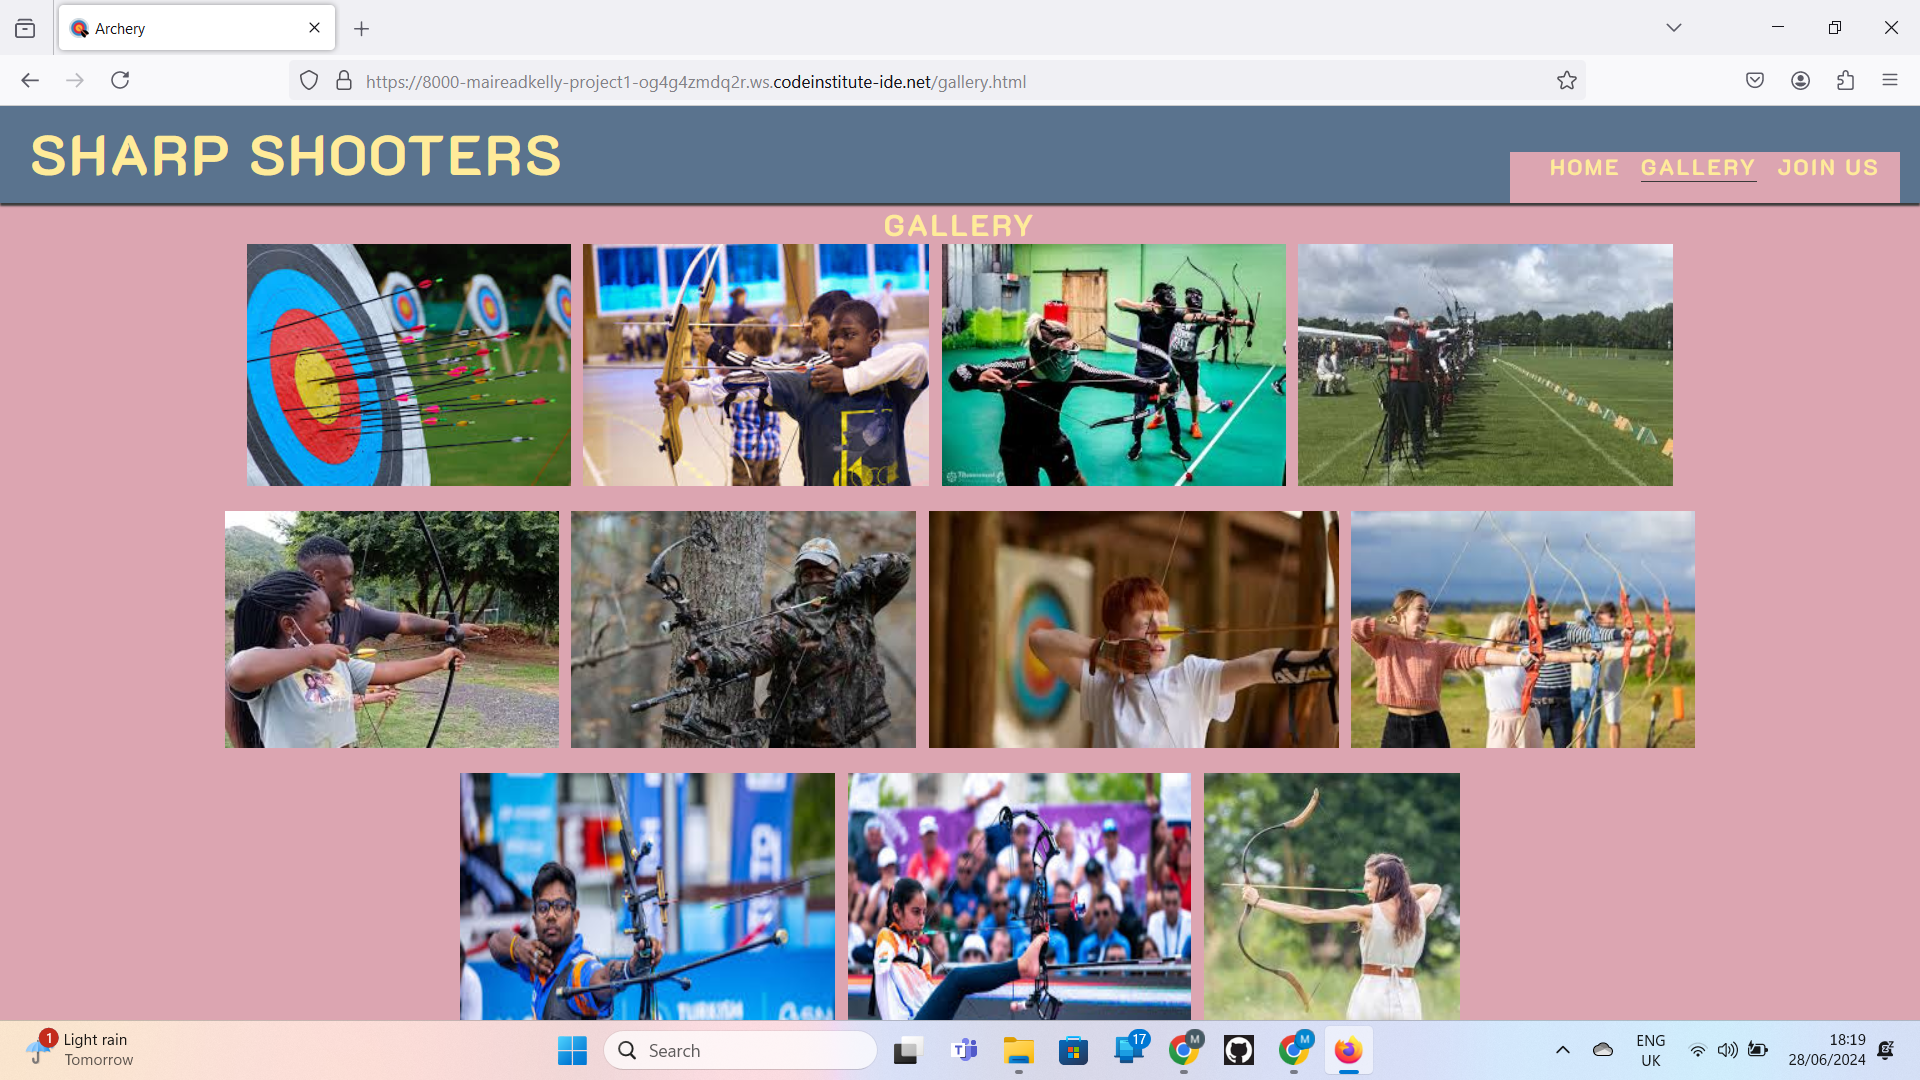 Archery
https://8000-maireadkelly-project1-og4g4zmdq2r.ws.codeinstitute-ide.net/gallery.html
SHARP SHOOTERS
HOME GALLERY JOIN US
GALLERY
TURKISH
1
Light rain
Tomorrow
Search
17
M
M
ENG
UK
18:19
28/06/2024